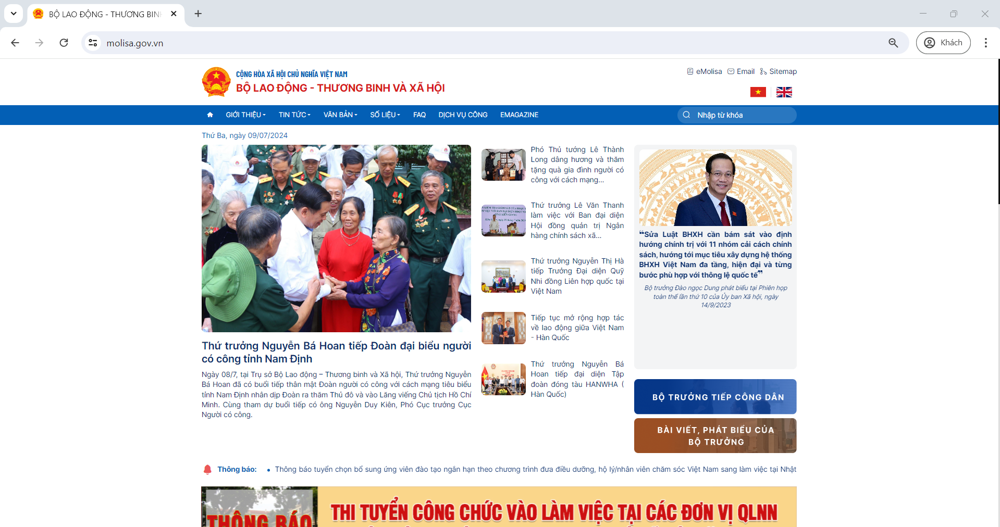 BỘ LAO ĐỘNG - THƯƠNG BINH
molisa.gov.vn
Khách
CỘNG HÒA XÃ HỘI CHỦ NGHĨA VIỆT NAM
BỘ LAO ĐỘNG - THƯƠNG BINH VÀ XÃ HỘI
eMolisa Email Sitemap
GIỚI THIỆU TIN TỨC VĂN BẢN SỐ LIỆU FAQ DỊCH VỤ CÔNG EMAGAZINE
Nhập từ khóa
Thứ Ba, ngày 09/07/2024
Thứ trưởng Nguyễn Bá Hoan tiếp Đoàn đại biểu người
có công tỉnh Nam Định
Ngày 08/7, tại Trụ sở Bộ Lao động – Thương binh và Xã hội, Thứ trưởng Nguyễn
Bá Hoan đã có buổi tiếp thân mật Đoàn người có công với cách mạng tiêu biểu
tỉnh Nam Định nhân dịp Đoàn ra thăm Thủ đô và vào Lăng viếng Chủ tịch Hồ Chí
Minh. Cùng tham dự buổi tiếp có ông Nguyễn Duy Kiên, Phó Cục trưởng Cục
Người có công.
Phó Thủ tướng Lê Thành
Long dâng hương và thăm
tặng quà gia đình người có
công với cách mạng...
Thứ trưởng Lê Văn Thanh
làm việc với Ban đại diện
Hội đồng quản trị Ngân
hàng chính sách xã...
Thứ trưởng Nguyễn Thị Hà
tiếp Trưởng Đại diện Quỹ
Nhi đồng Liên hợp quốc tại
Việt Nam
Tiếp tục mở rộng hợp tác
về lao động giữa Việt Nam
- Hàn Quốc
Thứ trưởng Nguyễn Bá
Hoan tiếp đại diện Tập
đoàn đóng tàu HANWHA (
Hàn Quốc)
❝Sửa Luật BHXH cần bám sát vào định
hướng chính trị với 11 nhóm cải cách chính
sách, hướng tới mục tiêu xây dựng hệ thống
BHXH Việt Nam đa tầng, hiện đại và từng
bước phù hợp với thông lệ quốc tế❞
Bộ trưởng Đào ngọc Dung phát biểu tại Phiên họp
toàn thể lần thứ 10 của Ủy ban Xã hội, ngày
14/9/2023
BỘ TRƯỞNG TIẾP CÔNG DÂN
BÀI VIẾT, PHÁT BIỂU CỦA
BỘ TRƯỞNG
Thông báo: • Thông báo tuyển chọn bổ sung ứng viên đào tạo ngắn hạn theo chương trình đưa điều dưỡng, hộ lý/nhân viên chăm sóc Việt Nam sang làm việc tại Nhật
THÔNG BÁO
THI TUYỂN CÔNG CHỨC VÀO LÀM VIỆC TẠI CÁC ĐƠN VỊ QLNN